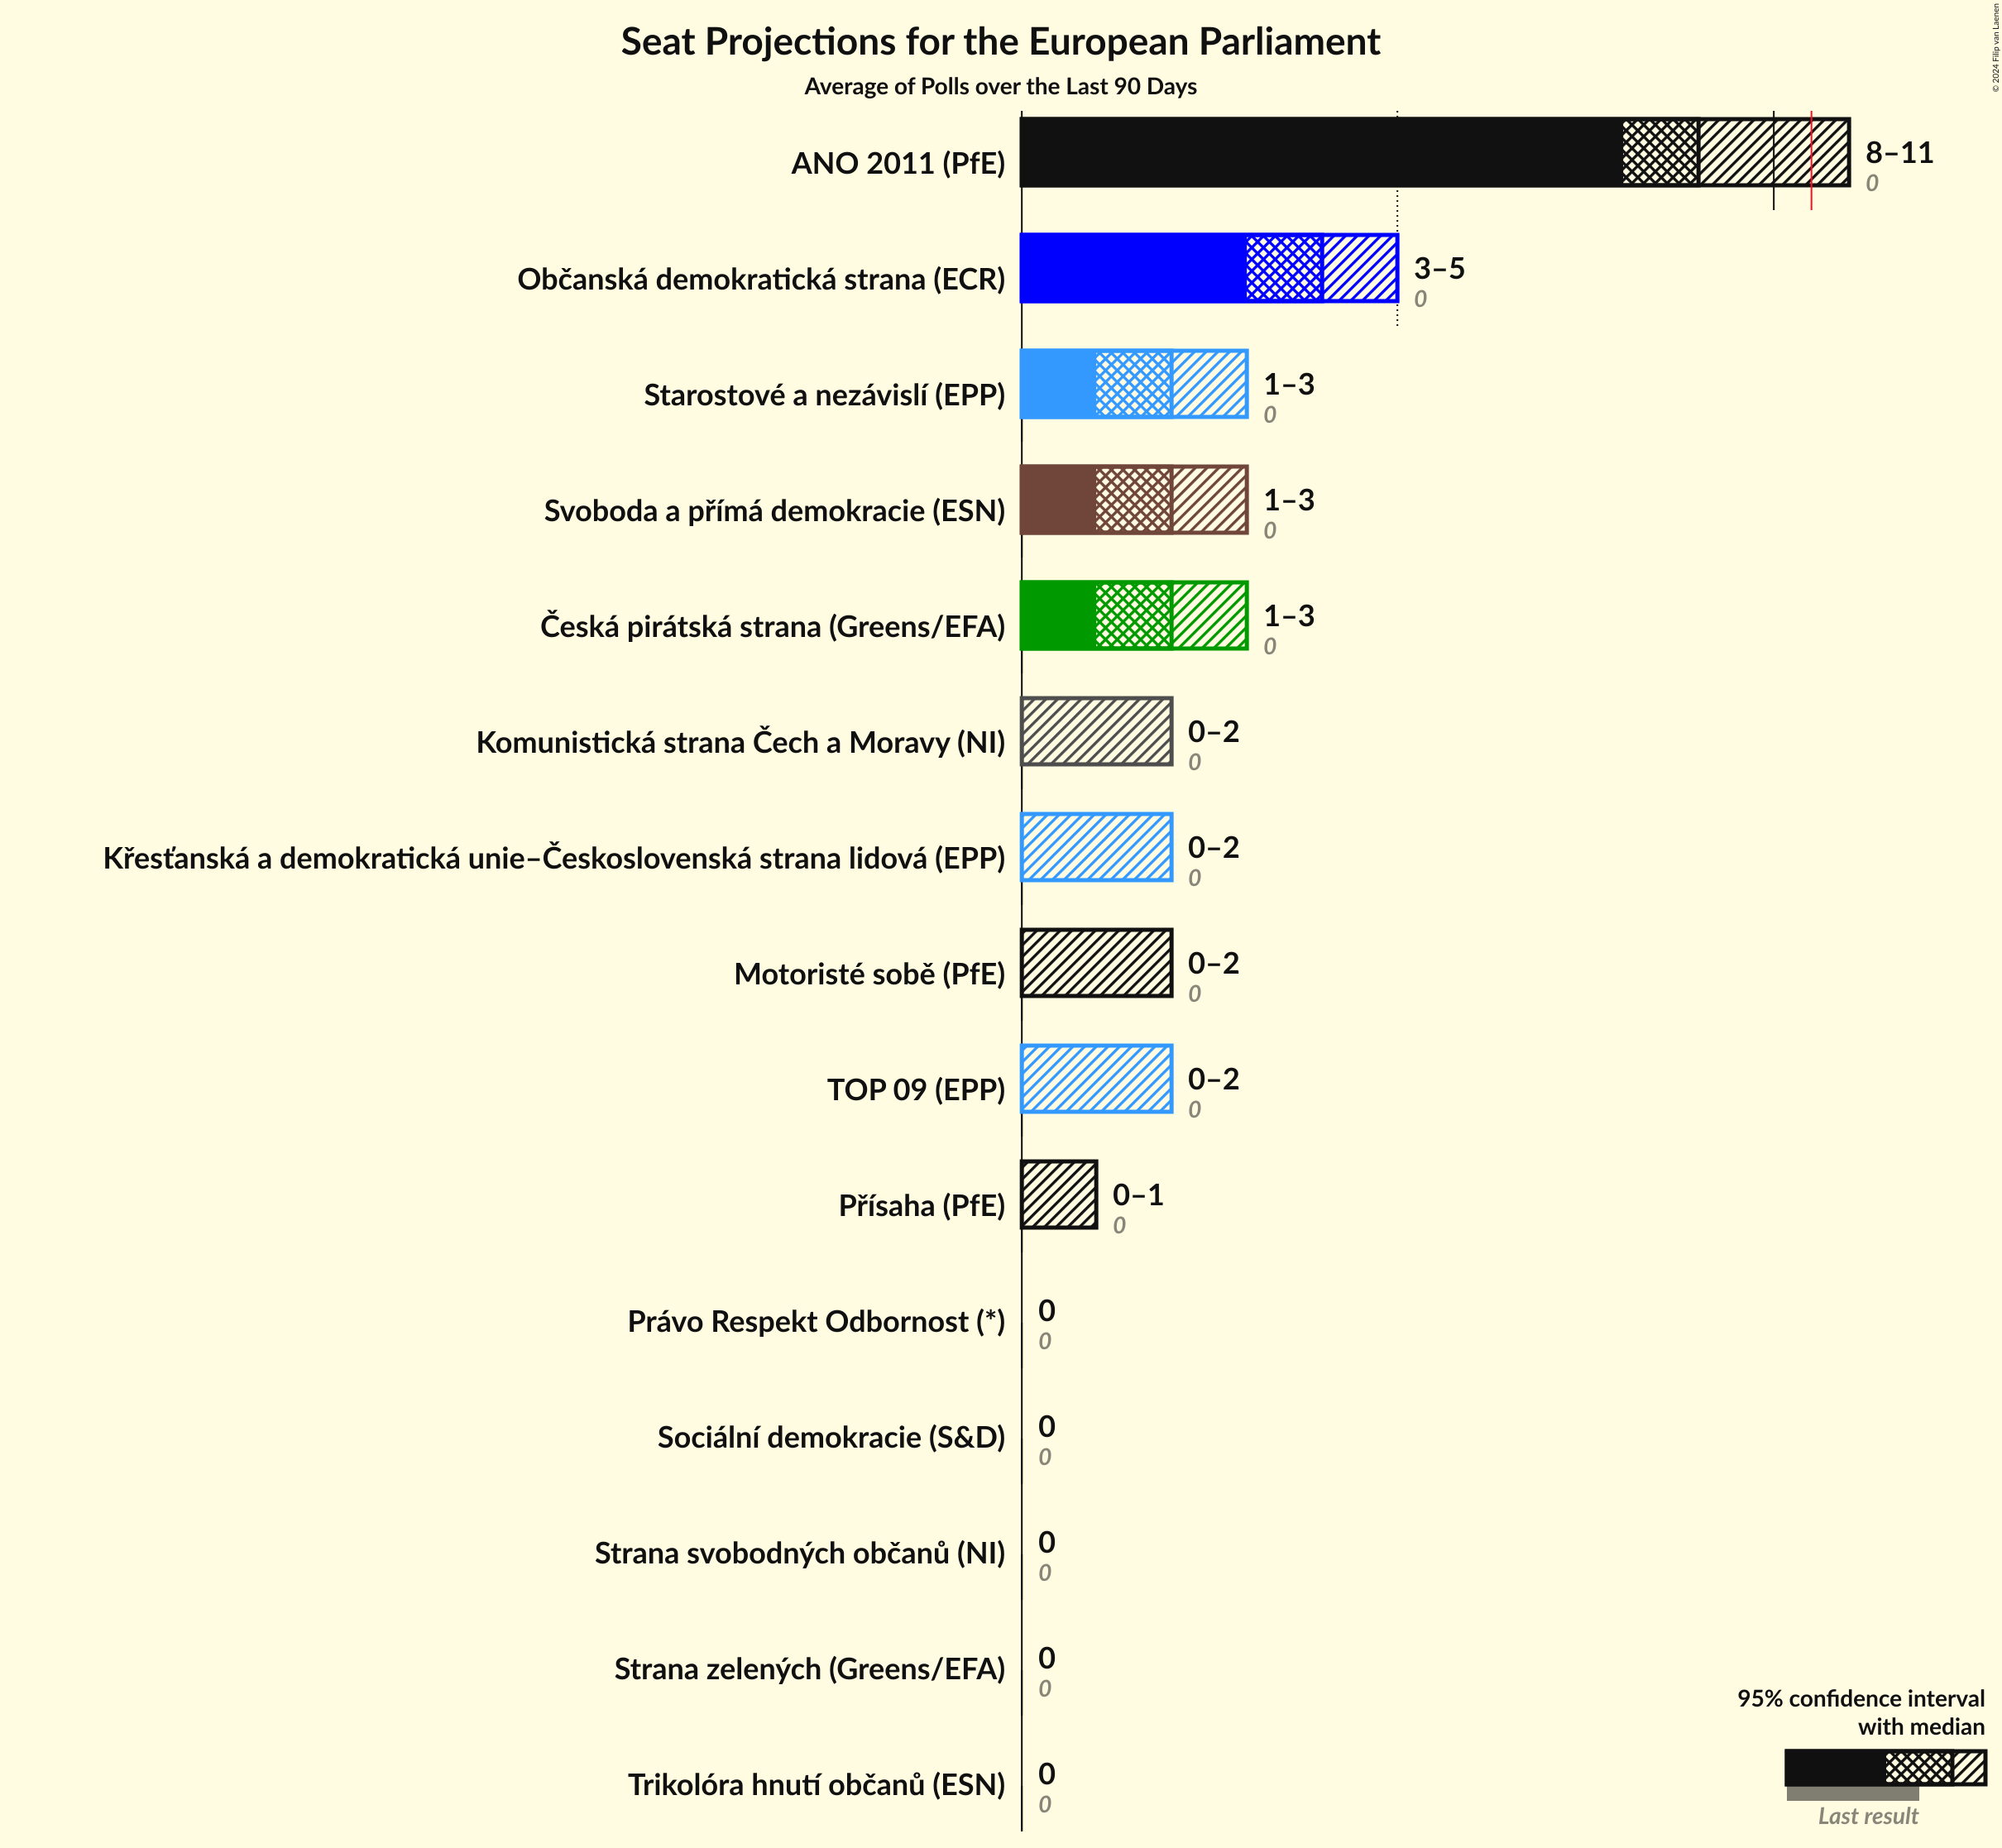 Seat Projections for the European Parliament
Average of Polls over the Last 90 Days
© 2024 Filip van Laenen
ANO 2011 (PfE)
8–11
0
Občanská demokratická strana (ECR)
3–5
0
Starostové a nezávislí (EPP)
1–3
0
Svoboda a přímá demokracie (ESN)
1–3
0
Česká pirátská strana (Greens/EFA)
1–3
0
Komunistická strana Čech a Moravy (NI)
0–2
0
Křesťanská a demokratická unie–Československá strana lidová (EPP)
0–2
0
Motoristé sobě (PfE)
0–2
0
TOP 09 (EPP)
0–2
0
Přísaha (PfE)
0–1
0
Právo Respekt Odbornost (*)
0
0
Sociální demokracie (S&D)
0
0
Strana svobodných občanů (NI)
0
0
Strana zelených (Greens/EFA)
0
0
Trikolóra hnutí občanů (ESN)
0
0
95% confidence interval
with median
Last result